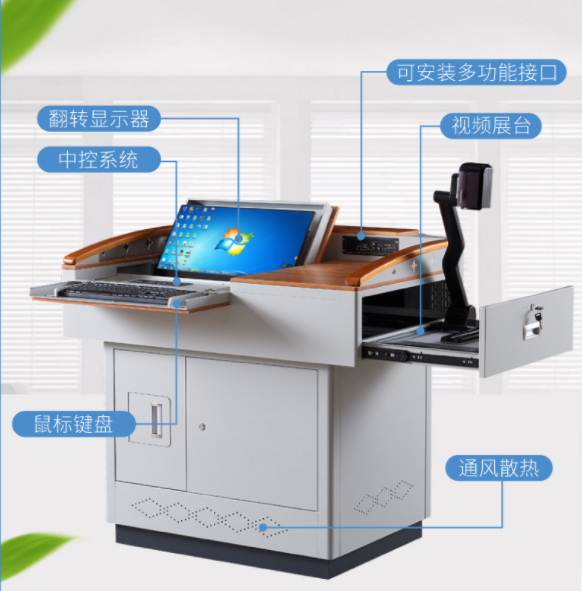 可安装多功能接口
翻转显示器
视频展台
中控系统
鼠标键盘
通风散热